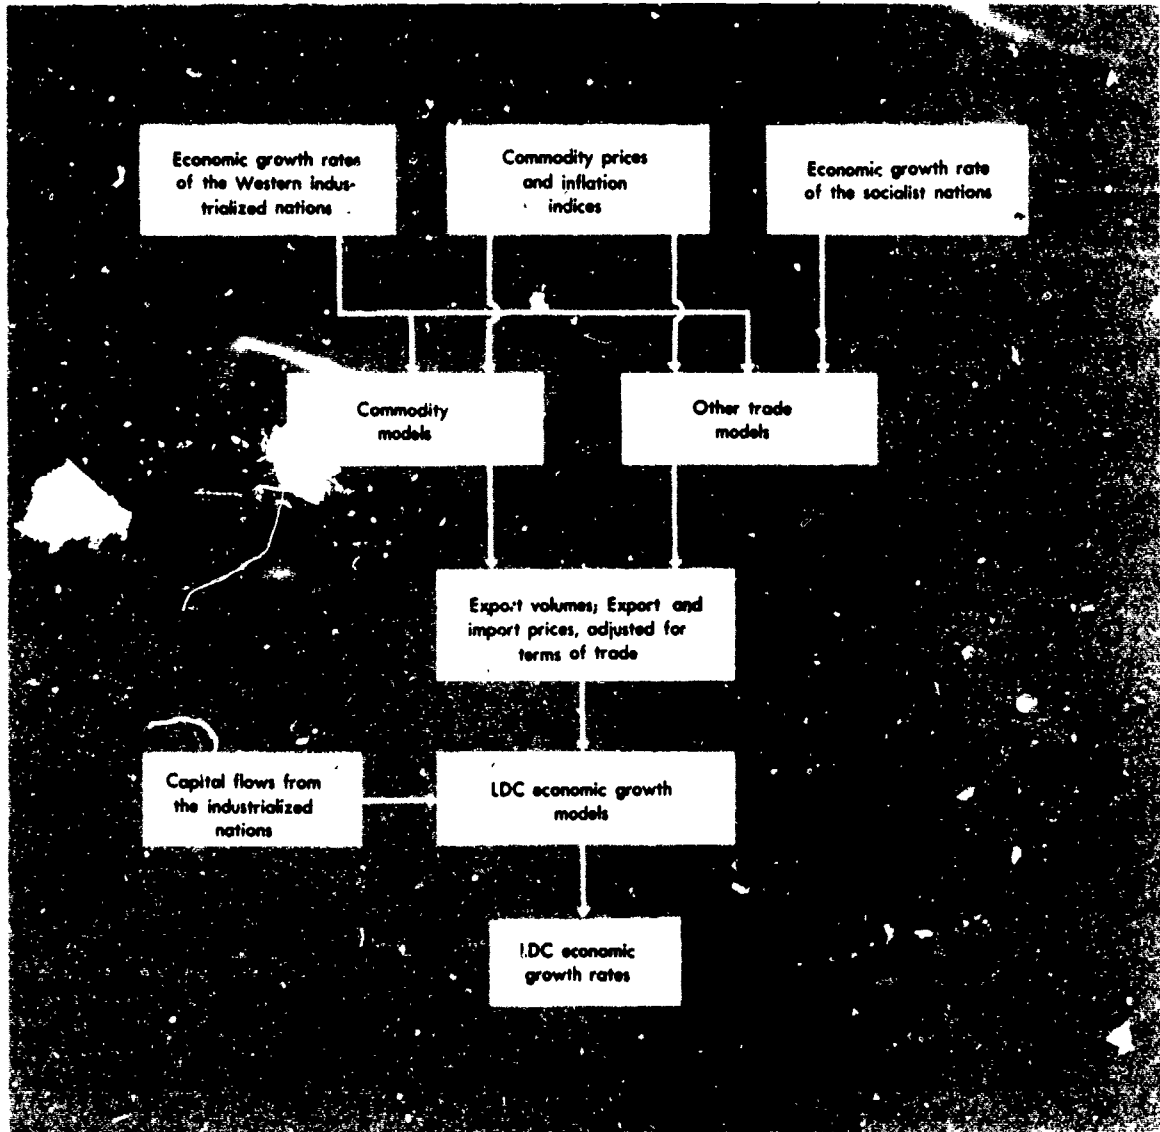 Economic growth rates
of the Western indus-
trialized nations
Commodity prices
and inflation
indices
Economic growth rate
of the socialist nations
Commodity
models
Other trade
models
Export volumes; Export and
import prices, adjusted for
terms of trade
Capital flows from
the industrialized
nations
LDC economic growth
models
LDC economic
growth rates